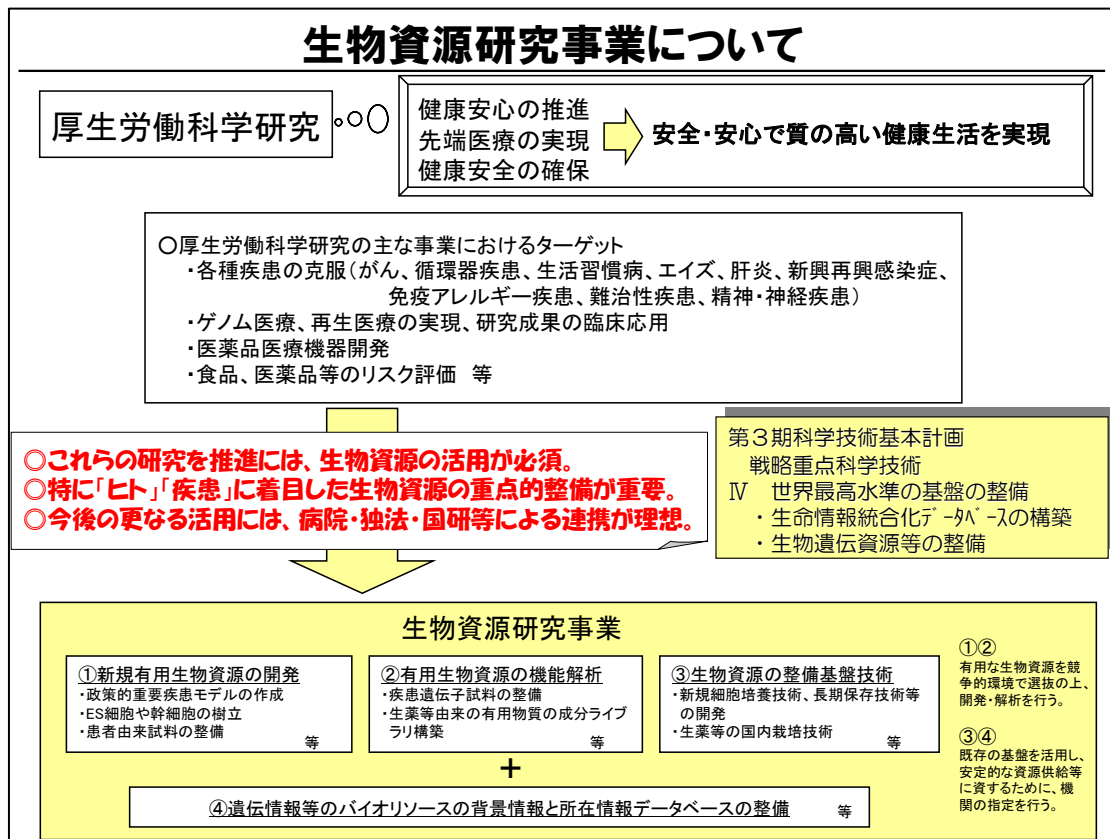 生物資源研究事業について
厚生労働科学研究
健康安心の推進
先端医療の実現
健康安全の確保
安全・安心で質の高い健康生活を実現
○厚生労働科学研究の主な事業におけるターゲット
・各種疾患の克服(がん、循環器疾患、生活習慣病、エイズ、肝炎、新興再興感染症、
免疫アレルギー疾患、難治性疾患、精神・神経疾患)
・ゲノム医療、再生医療の実現、研究成果の臨床応用
・医薬品医療機器開発
・食品、医薬品等のリスク評価 等
◎これらの研究を推進には、生物資源の活用が必須。
◎特に「ヒト」「疾患」に着目した生物資源の重点的整備が重要。
◎今後の更なる活用には、病院・独法・国研等による連携が理想。
第3期科学技術基本計画
戦略重点科学技術
Ⅳ 世界最高水準の基盤の整備
・生命情報統合化データベースの構築
・生物遺伝資源等の整備
生物資源研究事業
①新規有用生物資源の開発
・政策的重要疾患モデルの作成
・ES細胞や幹細胞の樹立
・患者由来試料の整備
等
②有用生物資源の機能解析
・疾患遺伝子試料の整備
・生薬等由来の有用物質の成分ライブ
ラリ構築
等
③生物資源の整備基盤技術
・新規細胞培養技術、長期保存技術等
の開発
・生薬等の国内栽培技術
等
+
④遺伝情報等のバイオリソースの背景情報と所在情報データベースの整備 等
①②
有用な生物資源を競
争的環境で選抜の上、
開発・解析を行う。
③④
既存の基盤を活用し、
安定的な資源供給等
に資するために、機
関の指定を行う。